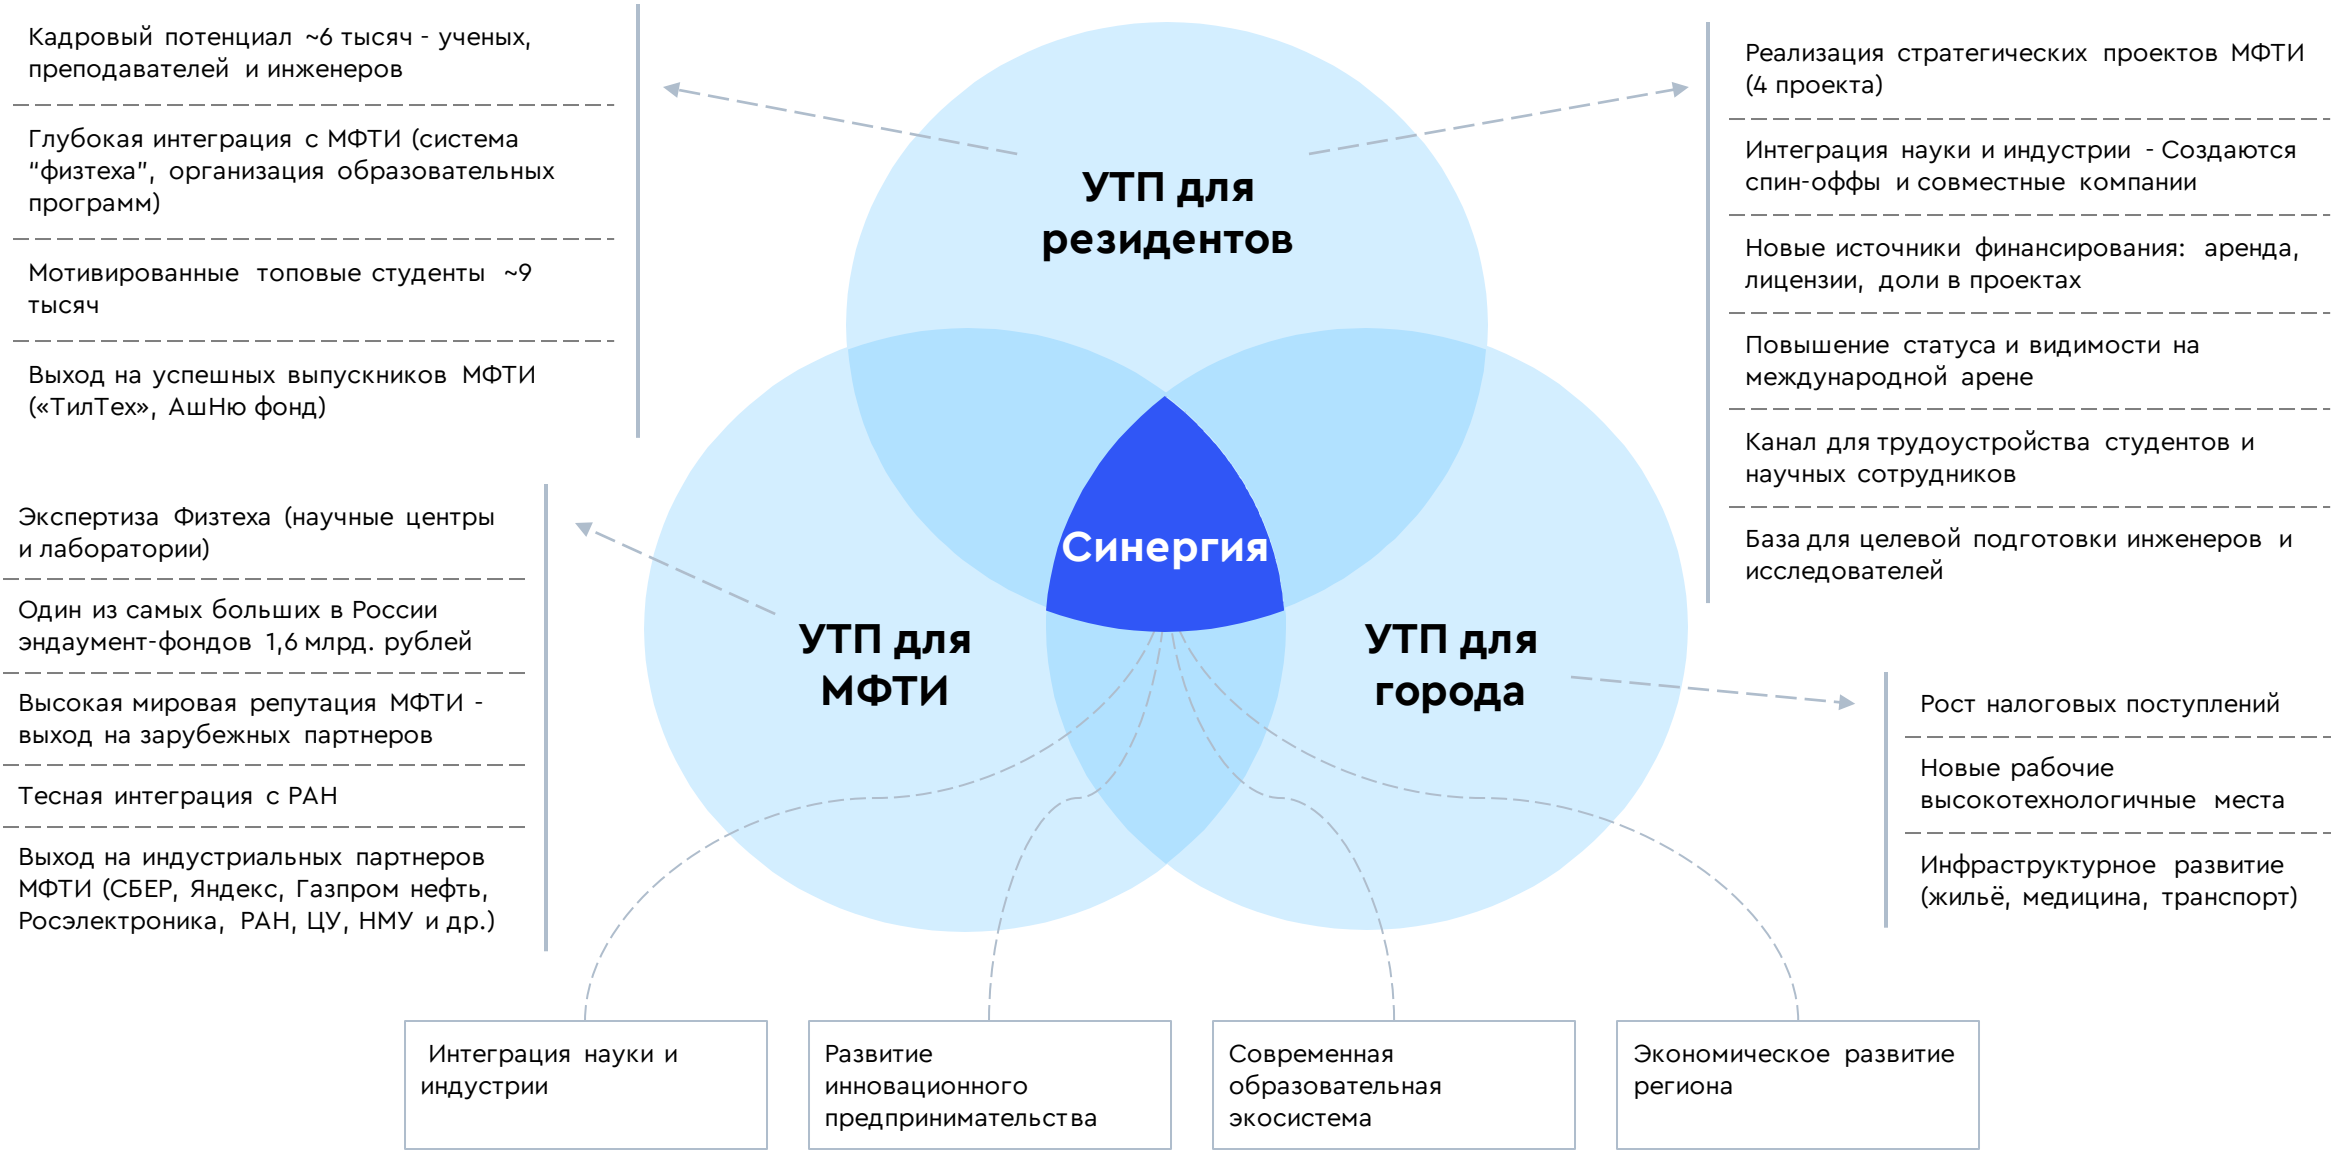 Кадровый потенциал ~6 тысяч - ученых,
преподавателей и инженеров
Глубокая интеграция с МФТИ (система
“физтеха”, организация образовательных
программ)
Мотивированные топовые студенты ~9
тысяч
Выход на успешных выпускников МФТИ
(«ТилТех», АшНю фонд)
Экспертиза Физтеха (научные центры
и лаборатории)
Один из самых больших в России
эндаумент-фондов 1,6 млрд. рублей
Высокая мировая репутация МФТИ -
выход на зарубежных партнеров
Тесная интеграция с РАН
Выход на индустриальных партнеров
МФТИ (СБЕР, Яндекс, Газпром нефть,
Росэлектроника, РАН, ЦУ, НМУ и др.)
УТП для
резидентов
Синергия
УТП для
МФТИ
УТП для
города
Реализация стратегических проектов МФТИ
(4 проекта)
Интеграция науки и индустрии - Создаются
спин-оффы и совместные компании
Новые источники финансирования: аренда,
лицензии, доли в проектах
Повышение статуса и видимости на
международной арене
Канал для трудоустройства студентов и
научных сотрудников
База для целевой подготовки инженеров и
исследователей
Рост налоговых поступлений
Новые рабочие
высокотехнологичные места
Инфраструктурное развитие
(жильё, медицина, транспорт)
Интеграция науки и
индустрии
Развитие
инновационного
предпринимательства
Современная
образовательная
экосистема
Экономическое развитие
региона